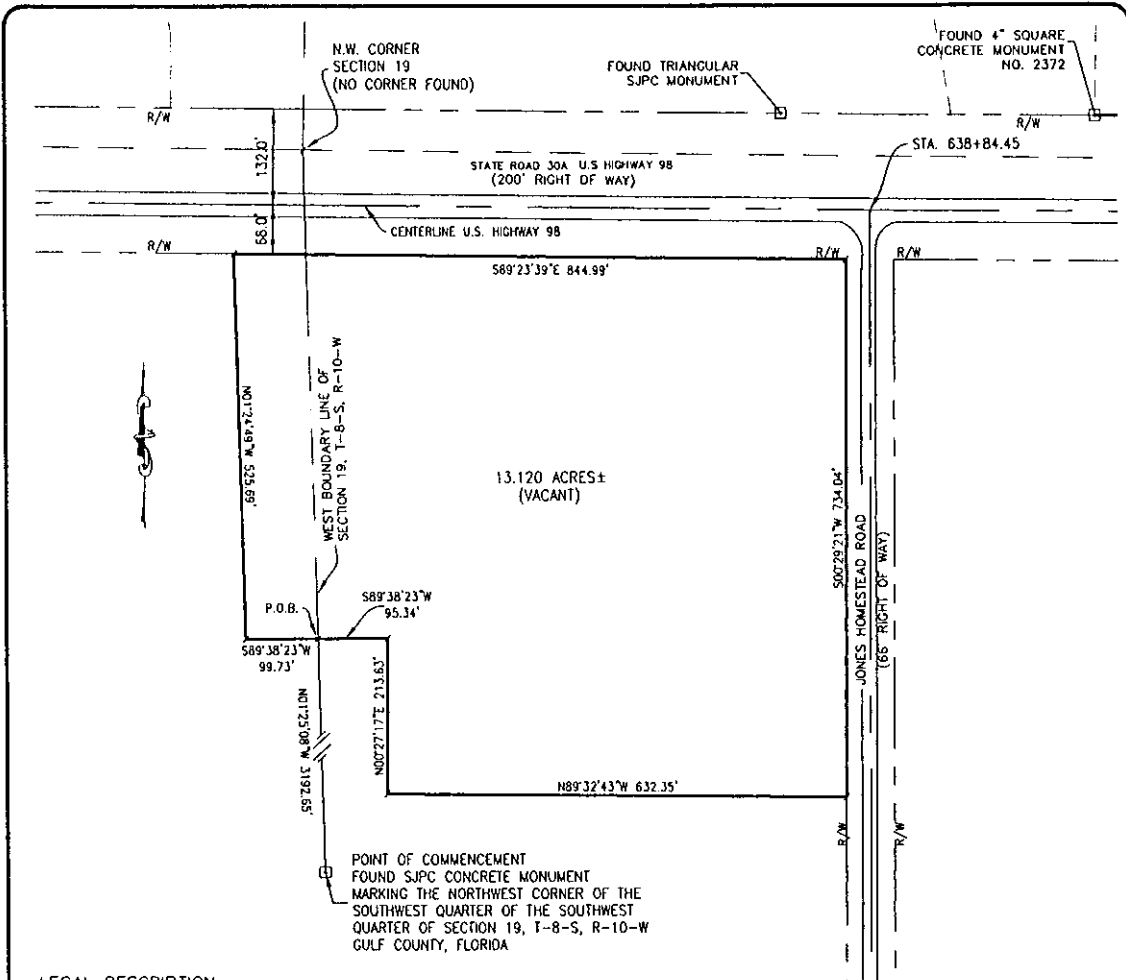 N.W. CORNER
SECTION 19
(NO CORNER FOUND)
FOUND TRIANGULAR
SJPC MONUMENT
FOUND 4" SQUARE
CONCRETE MONUMENT
NO. 2372
R/W
R/W
132.0'
STATE ROAD 30A U.S HIGHWAY 98
(200' RIGHT OF WAY)
STA. 638+84.45
68.0'
CENTERLINE U.S. HIGHWAY 98
R/W
R/W
R/W
S89°23'39"E 844.99'
N01°24'49"W 525.69'
WEST BOUNDARY LINE OF
SECTION 19, T-8-S, R-10-W
13.120 ACRES±
(VACANT)
S00°29'21"W 734.04'
JONES HOMESTEAD ROAD
(66' RIGHT OF WAY)
P.O.B.
S89°38'23"W
95.34'
S89°38'23"W
99.73'
N01°25'08"W 3192.65'
N00°27'17"E 213.63'
N89°32'43"W 632.35'
R/W
R/W
POINT OF COMMENCEMENT
FOUND SJPC CONCRETE MONUMENT
MARKING THE NORTHWEST CORNER OF THE
SOUTHWEST QUARTER OF THE SOUTHWEST
QUARTER OF SECTION 19, T-8-S, R-10-W
GULF COUNTY, FLORIDA
LEGAL DESCRIPTION